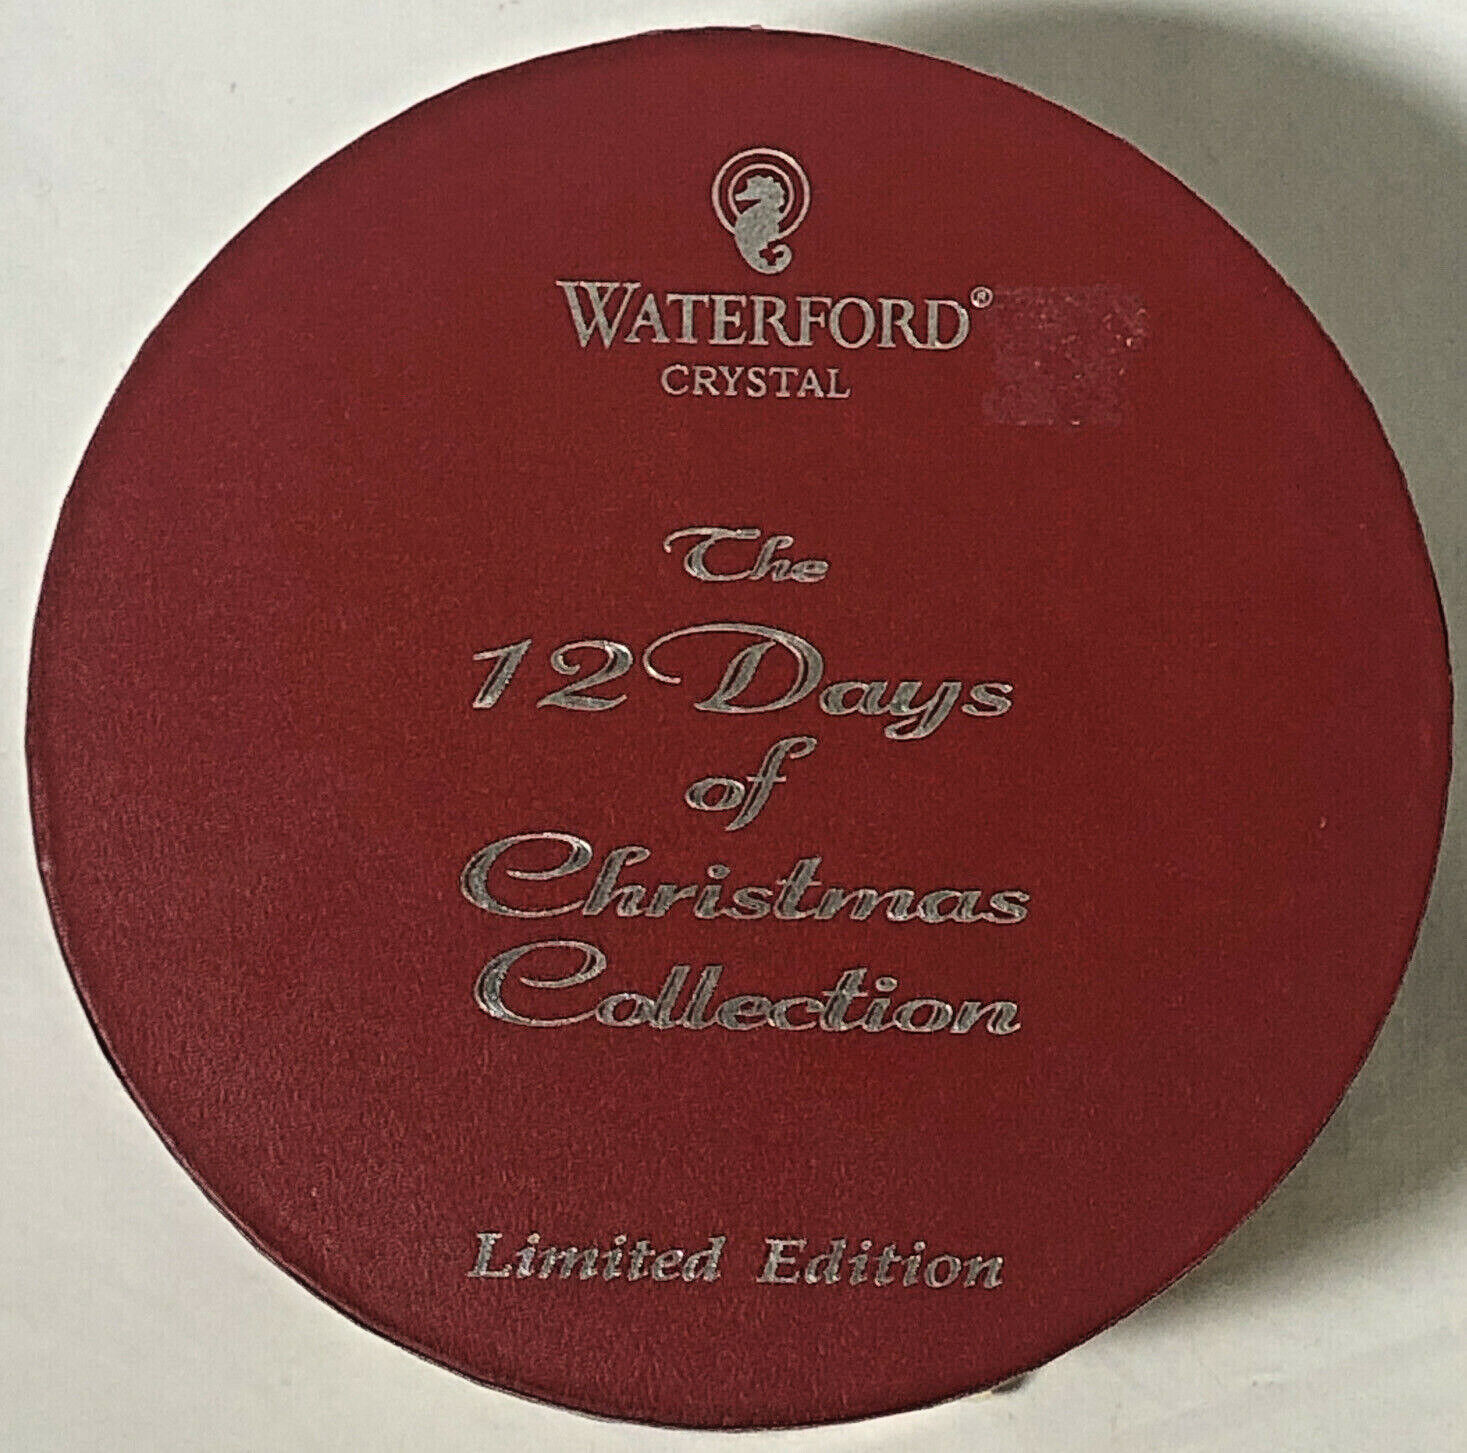 WATERFORD®
CRYSTAL
The
12 Days
of
Christmas
Collection
Limited Edition